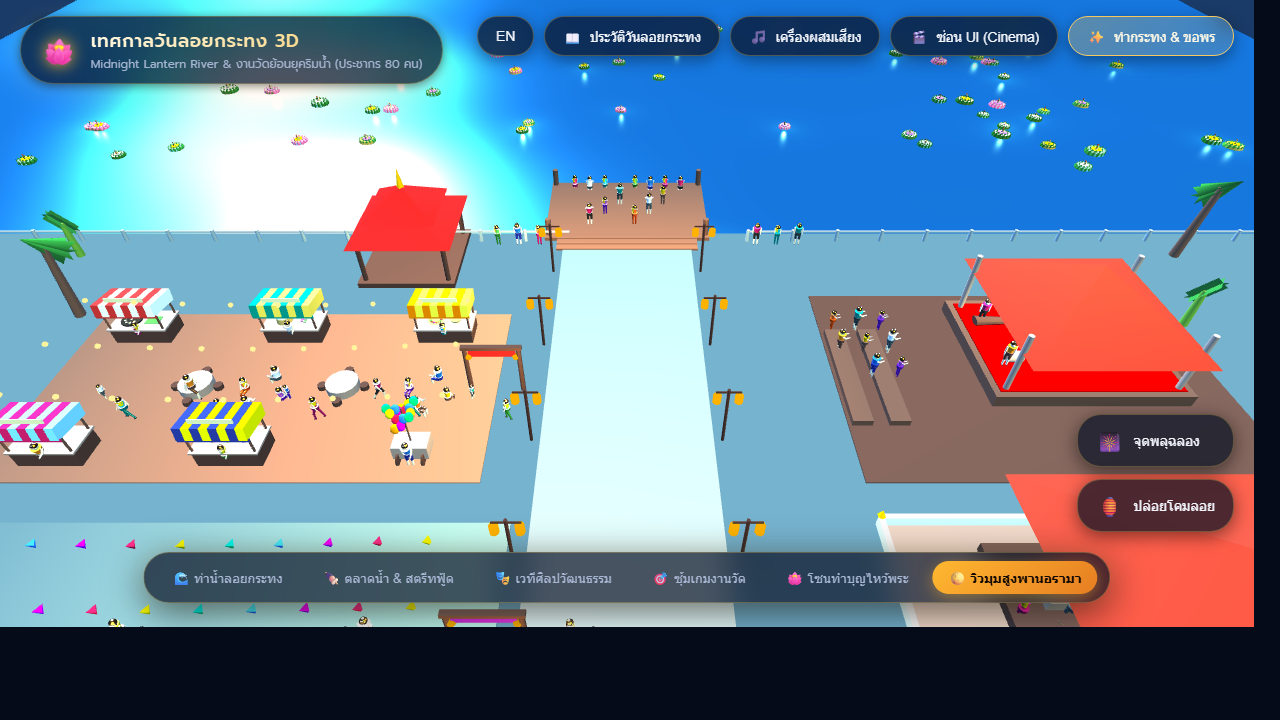 เทศกาลวันลอยกระทง 3D
Midnight Lantern River & งานวัดย้อนยุคริมน้ำ (ประชากร 80 คน)
EN
ประวัติวันลอยกระทง
เครื่องผสมเสียง
ซ่อน UI (Cinema)
ทำกระทง & ขอพร
จุดพลุฉลอง
ปล่อยโคมลอย
ท่าน้ำลอยกระทง
ตลาดน้ำ & สตรีทฟู้ด
เวทีศิลปวัฒนธรรม
ซุ้มเกมงานวัด
โซนทำบุญไหว้พระ
วิวมุมสูงพานอรามา